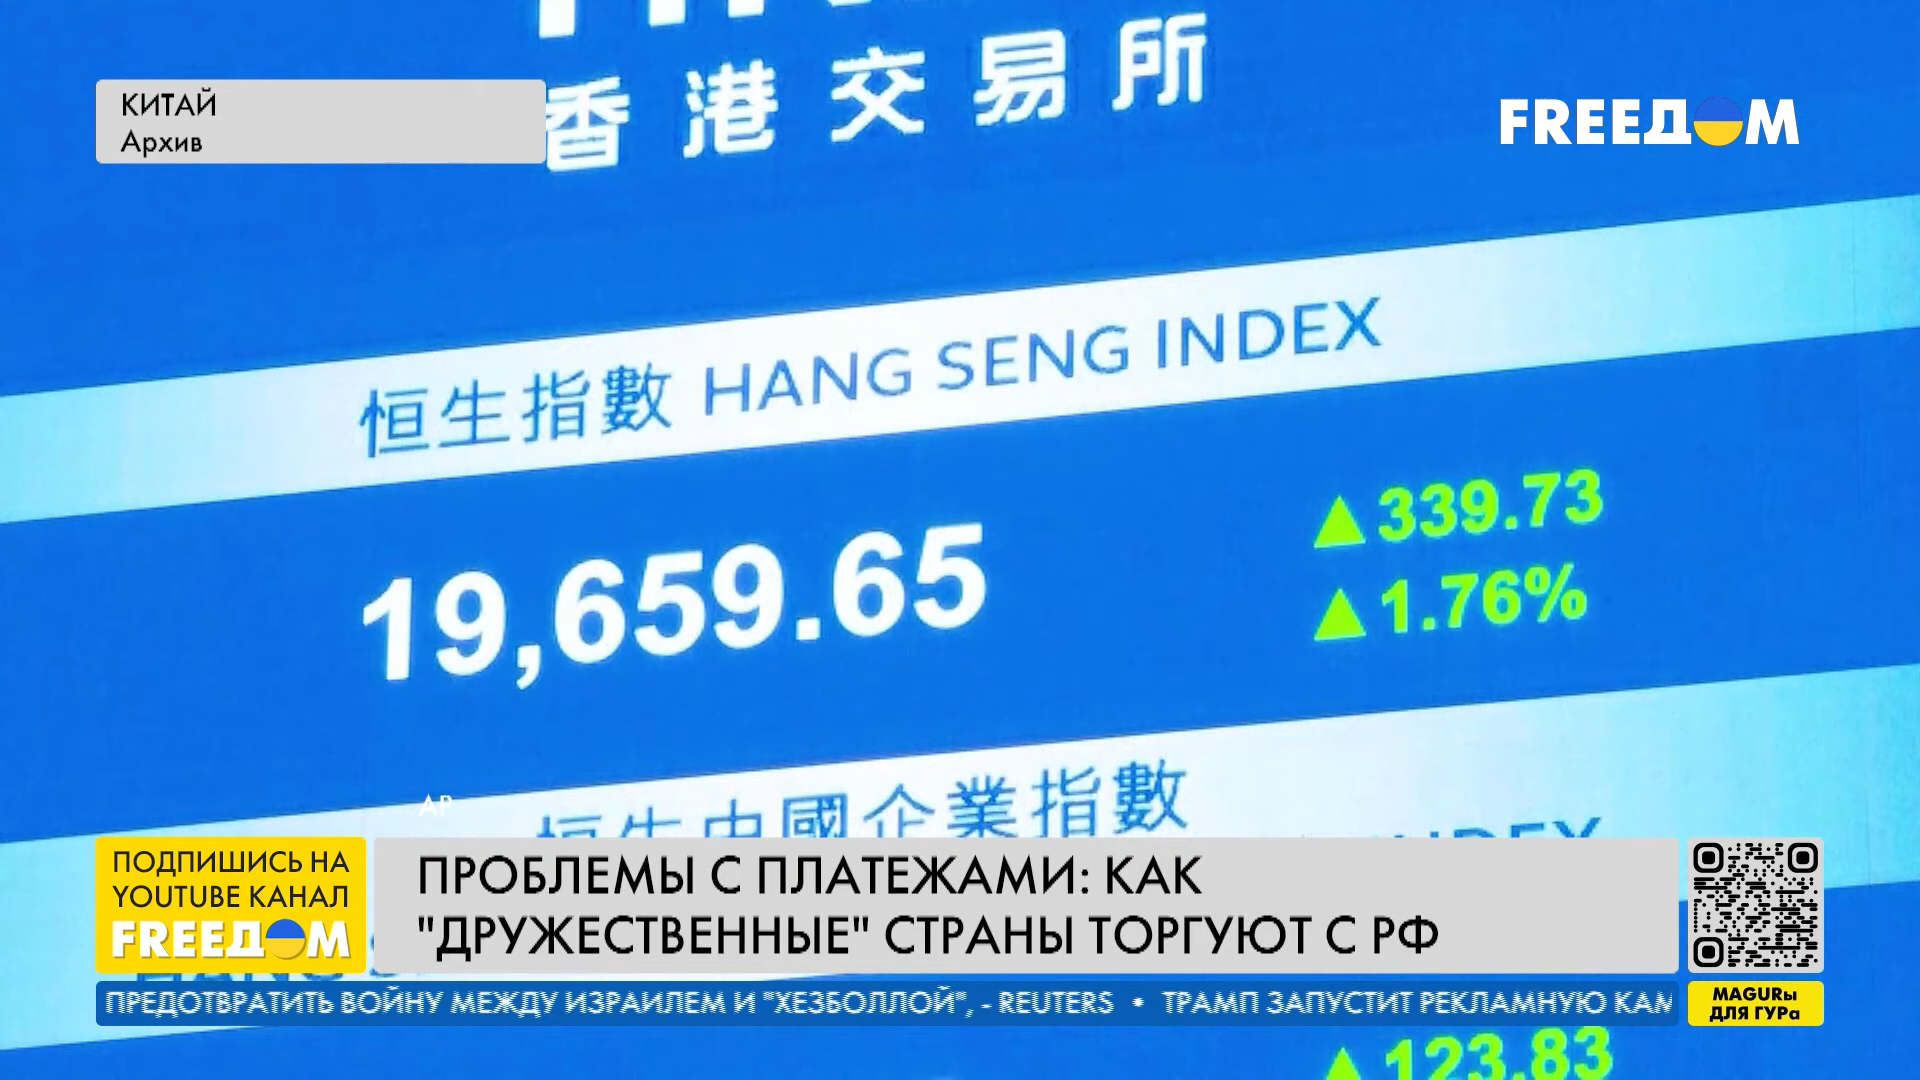 香港交易所
КИТАЙ
Архив
FREEДOM
恒生指數 HANG SENG INDEX
19,659.65
▲339.73
▲1.76%
AP
恒生中國企業指數
INDEX
ПОДПИШИСЬ НА
YOUTUBE КАНАЛ
FREEДOM
ПРОБЛЕМЫ С ПЛАТЕЖАМИ: КАК
"ДРУЖЕСТВЕННЫЕ" СТРАНЫ ТОРГУЮТ С РФ
ПРЕДОТВРАТИТЬ ВОЙНУ МЕЖДУ ИЗРАИЛЕМ И "ХЕЗБОЛЛОЙ", - REUTERS • ТРАМП ЗАПУСТИТ РЕКЛАМНУЮ КАМ
MAGURы
ДЛЯ ГУРа
▲123.83